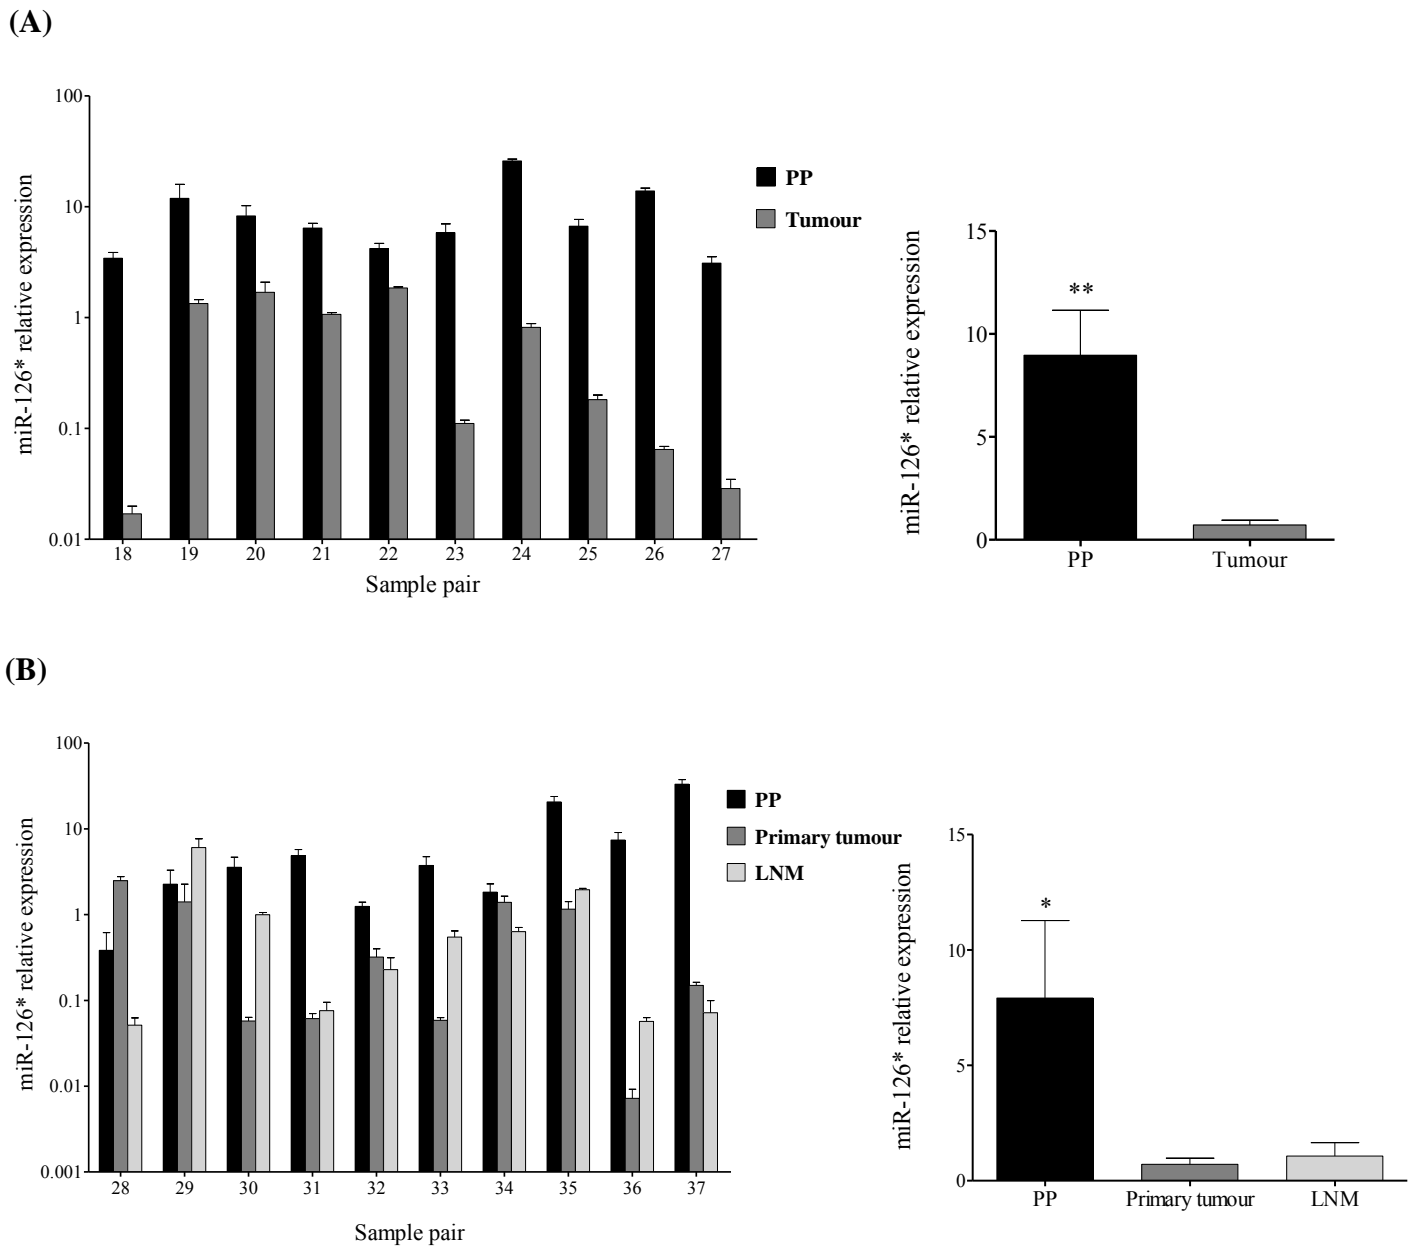 (A)
miR-126* relative expression
100
10
1
0.1
0.01
18 19 20 21 22 23 24 25 26 27
Sample pair
PP
Tumour
miR-126* relative expression
15
10
5
0
**
PP Tumour
(B)
miR-126* relative expression
100
10
1
0.1
0.01
0.001
28 29 30 31 32 33 34 35 36 37
Sample pair
PP
Primary tumour
LNM
miR-126* relative expression
15
10
5
0
*
PP Primary tumour LNM